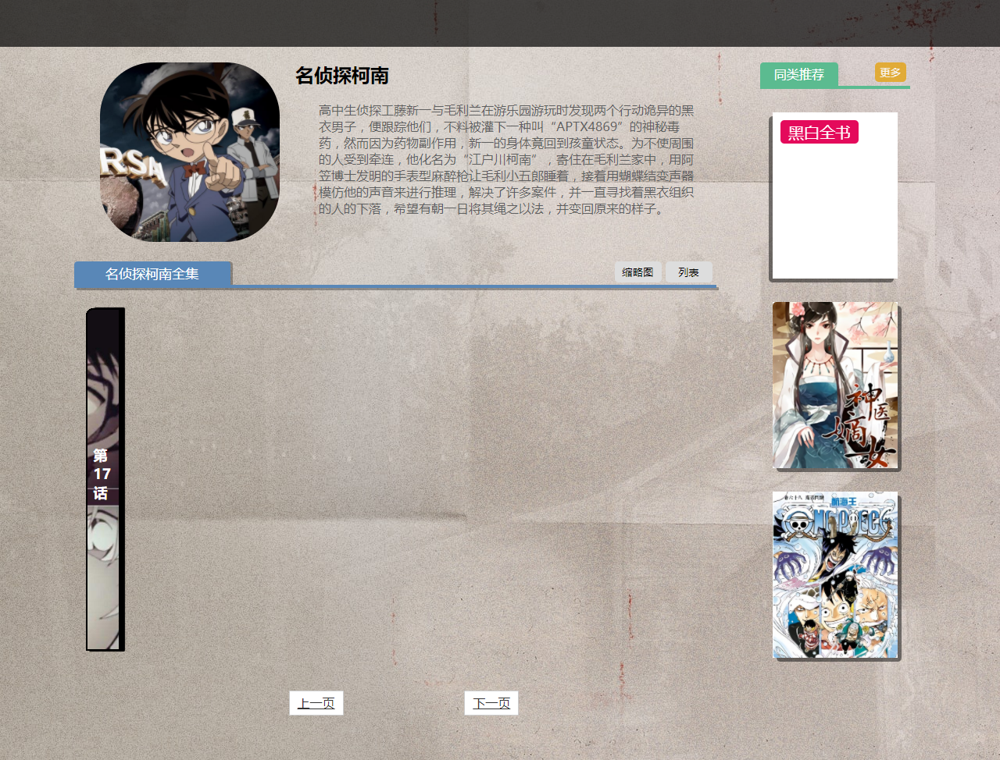 名侦探柯南
高中生侦探工藤新一与毛利兰在游乐园游玩时发现两个行动诡异的黑
衣男子，便跟踪他们，不料被灌下一种叫“APTX4869”的神秘毒
药，然而因为药物副作用，新一的身体竟回到孩童状态。为不使周围
的人受到牵连，他化名为“江户川柯南”，寄住在毛利兰家中，用阿
笠博士发明的手表型麻醉枪让毛利小五郎睡着，接着用蝴蝶结变声器
模仿他的声音来进行推理，解决了许多案件，并一直寻找着黑衣组织
的人的下落，希望有朝一日将其绳之以法，并变回原来的样子。
RSA
名侦探柯南全集
缩略图
列表
第
17
话
上一页
下一页
同类推荐
更多
黑白全书
神医
嫡女
航海王
ONE PIECE